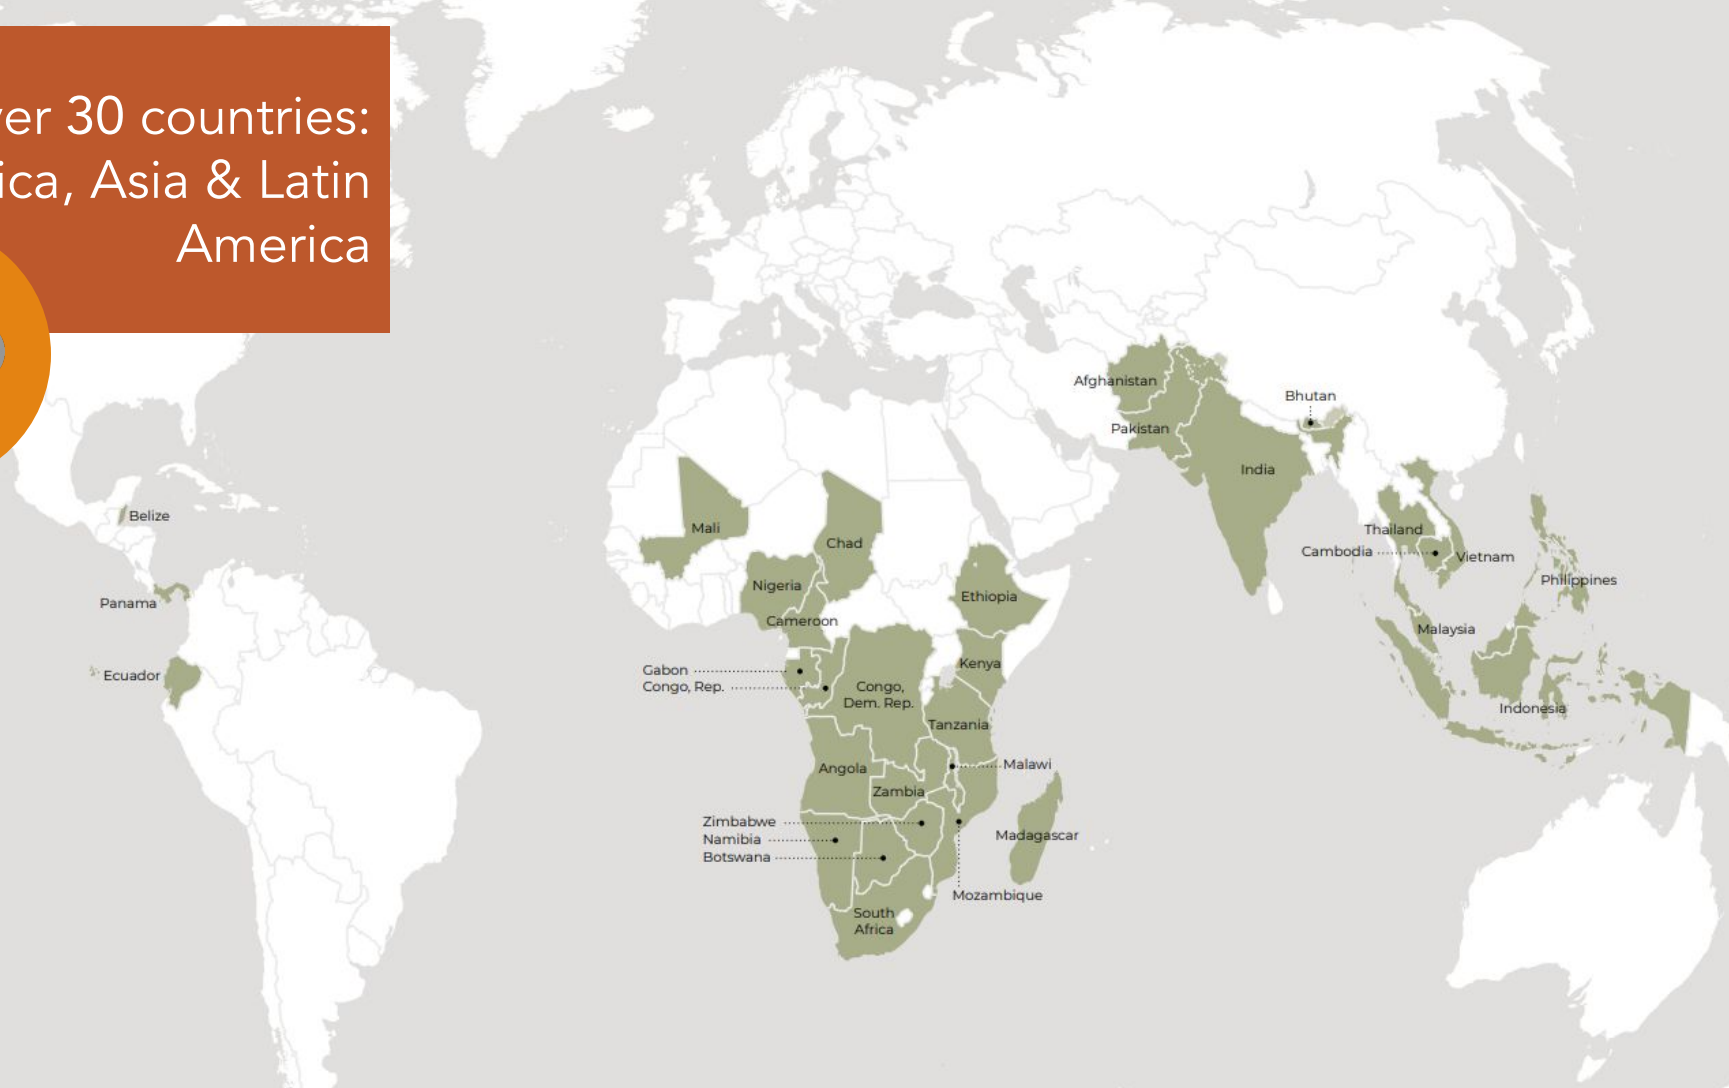 30 countries:
Asia & Latin
America
Afghanistan
Bhutan
Pakistan
India
Belize
Mali
Chad
Thailand
Cambodia
Vietnam
Nigeria
Philippines
Panama
Ethiopia
Cameroon
Malaysia
Kenya
Gabon
Ecuador
Congo, Rep.
Congo,
Dem. Rep.
Indonesia
Tanzania
Malawi
Angola
Zambia
Zimbabwe
Namibia
Madagascar
Botswana
Mozambique
South
Africa